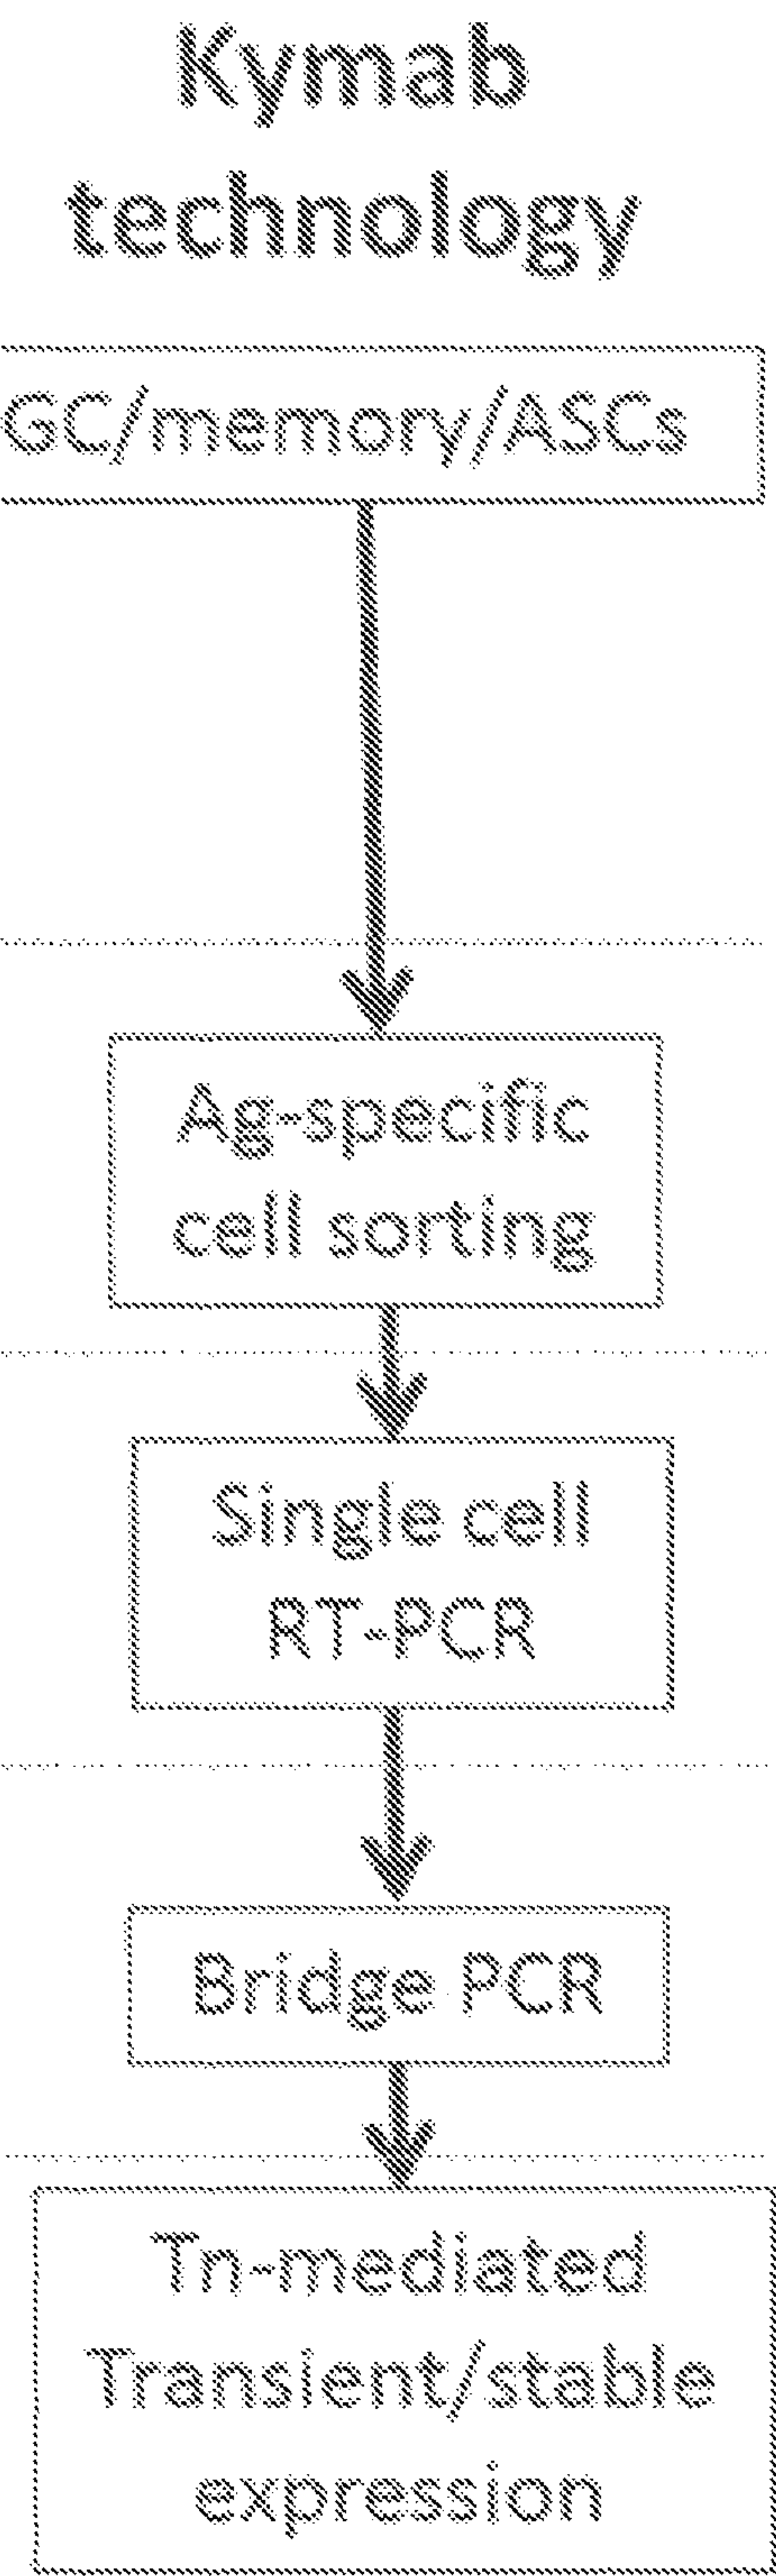 Kymab
technology
GC/memory/ASCs
Ag-specific
cell sorting
Single cell
RT-PCR
Bridge PCR
Tn-mediated
Transient/stable
expression